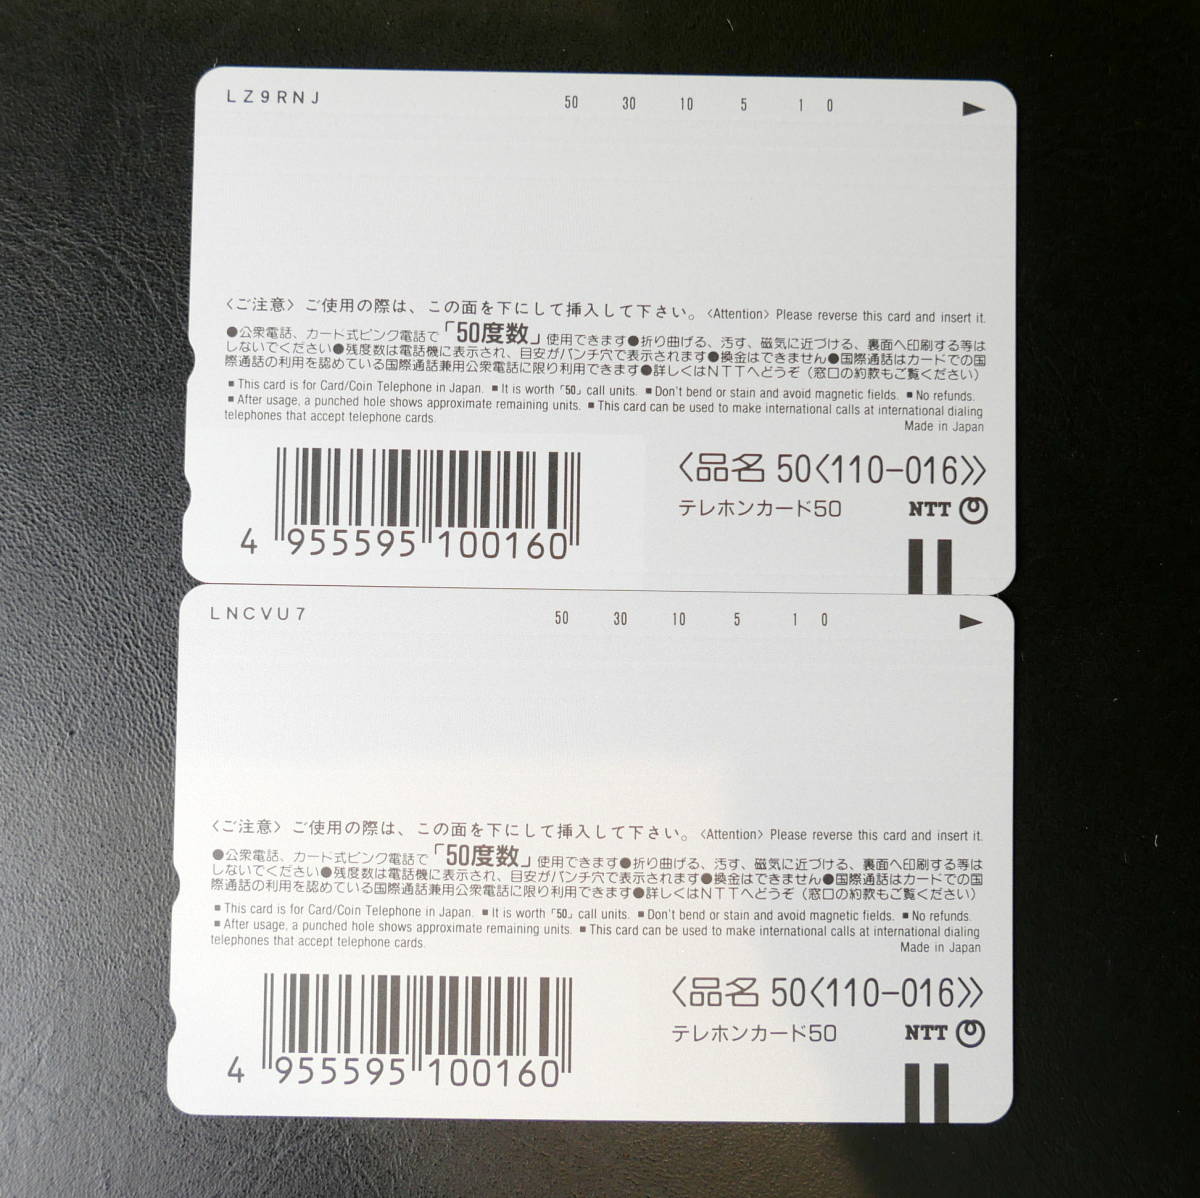 LZ9RNJ 50 30 10 5 1 0
〈ご注意〉ご使用の際は、この面を下にして挿入して下さい。〈Attention〉Please reverse this card and insert it.
●公衆電話、カード式ピンク電話で「50度数」使用できます●折り曲げる、汚す、磁気に近づける、裏面へ印刷する等は
しないでください●残度数は電話機に表示され、目安がパンチ穴で表示されます●換金はできません●国際通話はカードでの国
際通話の利用を認めている国際通話兼用公衆電話に限り利用できます●詳しくはNTTへどうぞ（窓口の約款もご覧ください）
■This card is for Card/Coin Telephone in Japan. ■It is worth「50」call units. ■Don't bend or stain and avoid magnetic fields. ■No refunds.
■After usage, a punched hole shows approximate remaining units. ■This card can be used to make international calls at international dialing
telephones that accept telephone cards.
Made in Japan
〈品名 50〈110-016〉〉
テレホンカード50 NTT
4 955595 100160
LNCVU7 50 30 10 5 1 0
〈ご注意〉ご使用の際は、この面を下にして挿入して下さい。〈Attention〉Please reverse this card and insert it.
●公衆電話、カード式ピンク電話で「50度数」使用できます●折り曲げる、汚す、磁気に近づける、裏面へ印刷する等は
しないでください●残度数は電話機に表示され、目安がパンチ穴で表示されます●換金はできません●国際通話はカードでの国
際通話の利用を認めている国際通話兼用公衆電話に限り利用できます●詳しくはNTTへどうぞ（窓口の約款もご覧ください）
■This card is for Card/Coin Telephone in Japan. ■It is worth「50」call units. ■Don't bend or stain and avoid magnetic fields. ■No refunds.
■After usage, a punched hole shows approximate remaining units. ■This card can be used to make international calls at international dialing
telephones that accept telephone cards.
Made in Japan
〈品名 50〈110-016〉〉
テレホンカード50 NTT
4 955595 100160